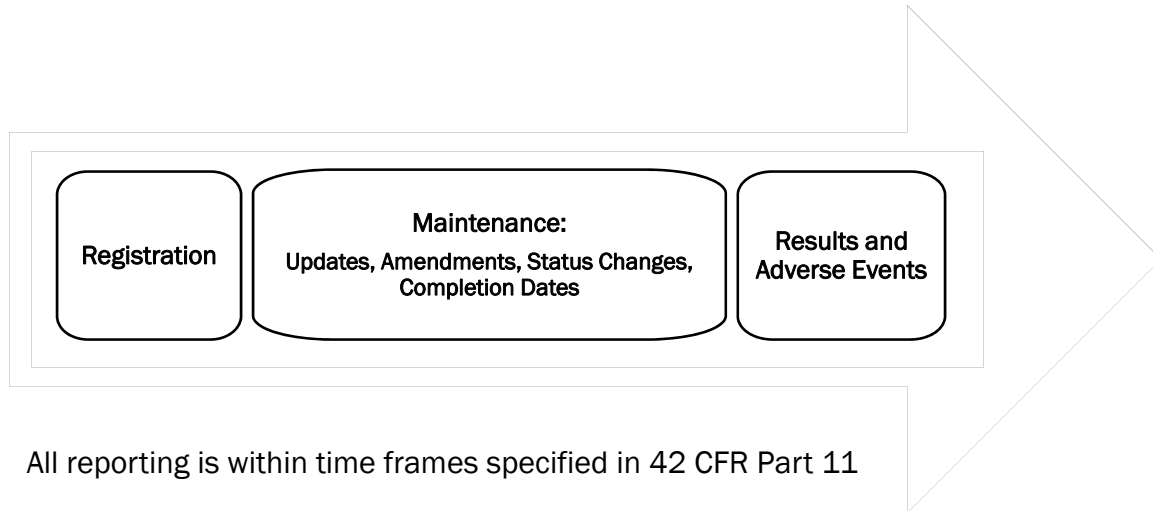 Registration
Maintenance:
Updates, Amendments, Status Changes,
Completion Dates
Results and
Adverse Events
All reporting is within time frames specified in 42 CFR Part 11